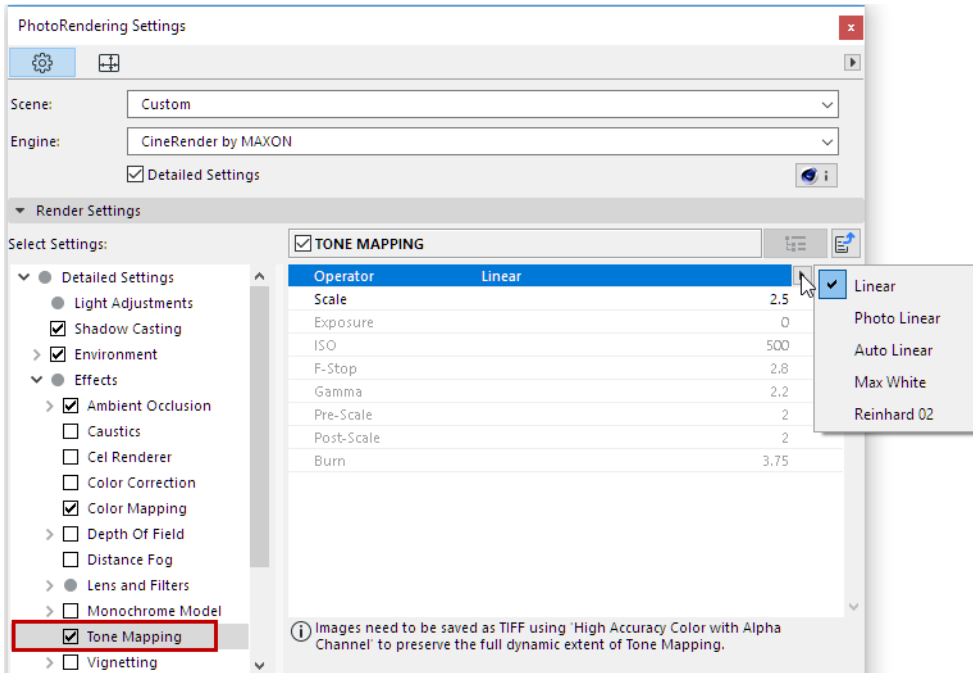 PhotoRendering Settings
x
Scene:
Custom
Engine:
CineRender by MAXON
Detailed Settings
i
Render Settings
Select Settings:
TONE MAPPING
Detailed Settings
Light Adjustments
Shadow Casting
Environment
Effects
Ambient Occlusion
Caustics
Cel Renderer
Color Correction
Color Mapping
Depth Of Field
Distance Fog
Lens and Filters
Monochrome Model
Tone Mapping
Vignetting
Operator Linear
Scale 2.5
Exposure 0
ISO 500
F-Stop 2.8
Gamma 2.2
Pre-Scale 2
Post-Scale 2
Burn 3.75
Linear
Photo Linear
Auto Linear
Max White
Reinhard 02
Images need to be saved as TIFF using 'High Accuracy Color with Alpha
Channel' to preserve the full dynamic extent of Tone Mapping.